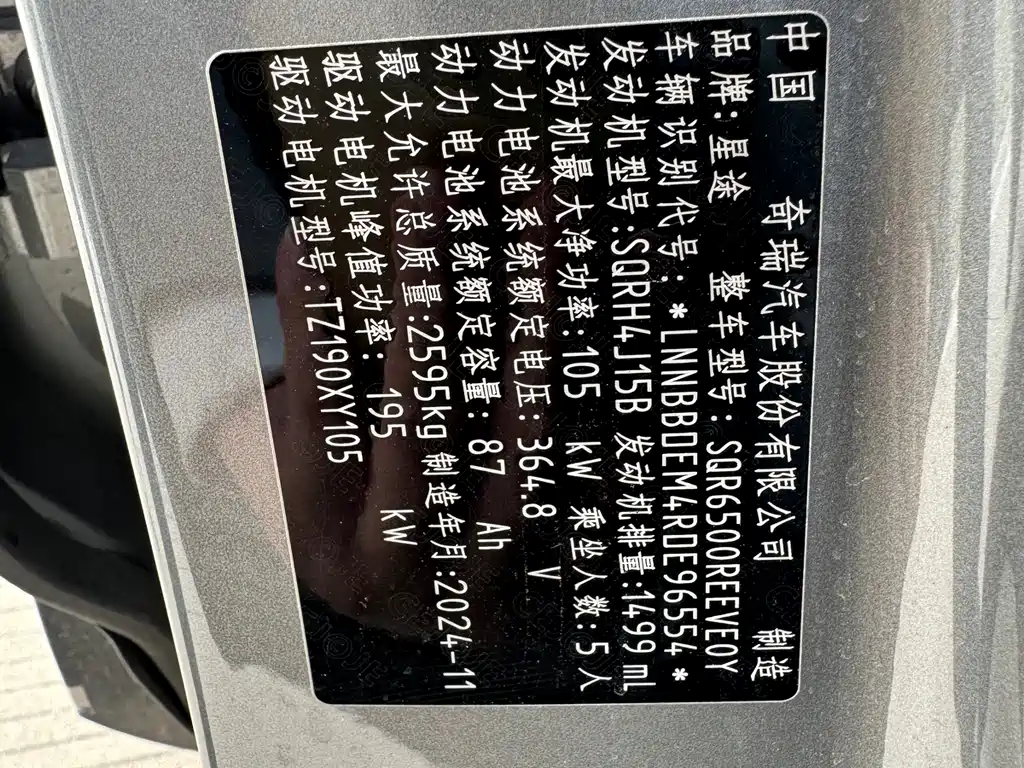 中国 奇瑞汽车股份有限公司 制造
品牌:星途 整车型号: SQR6500REEVE0Y
车辆识别代号: *LNNBBDEM4RDE96554*
发动机型号:SQRH4J15B 发动机排量:1499 mL
发动机最大净功率:105 kW 乘坐人数:5人
动力电池系统额定电压:364.8 V
动力电池系统额定容量: 87 Ah
最大允许总质量:2595kg 制造年月:2024-11
驱动电机峰值功率: 195 kW
驱动电机型号:TZ190XY105